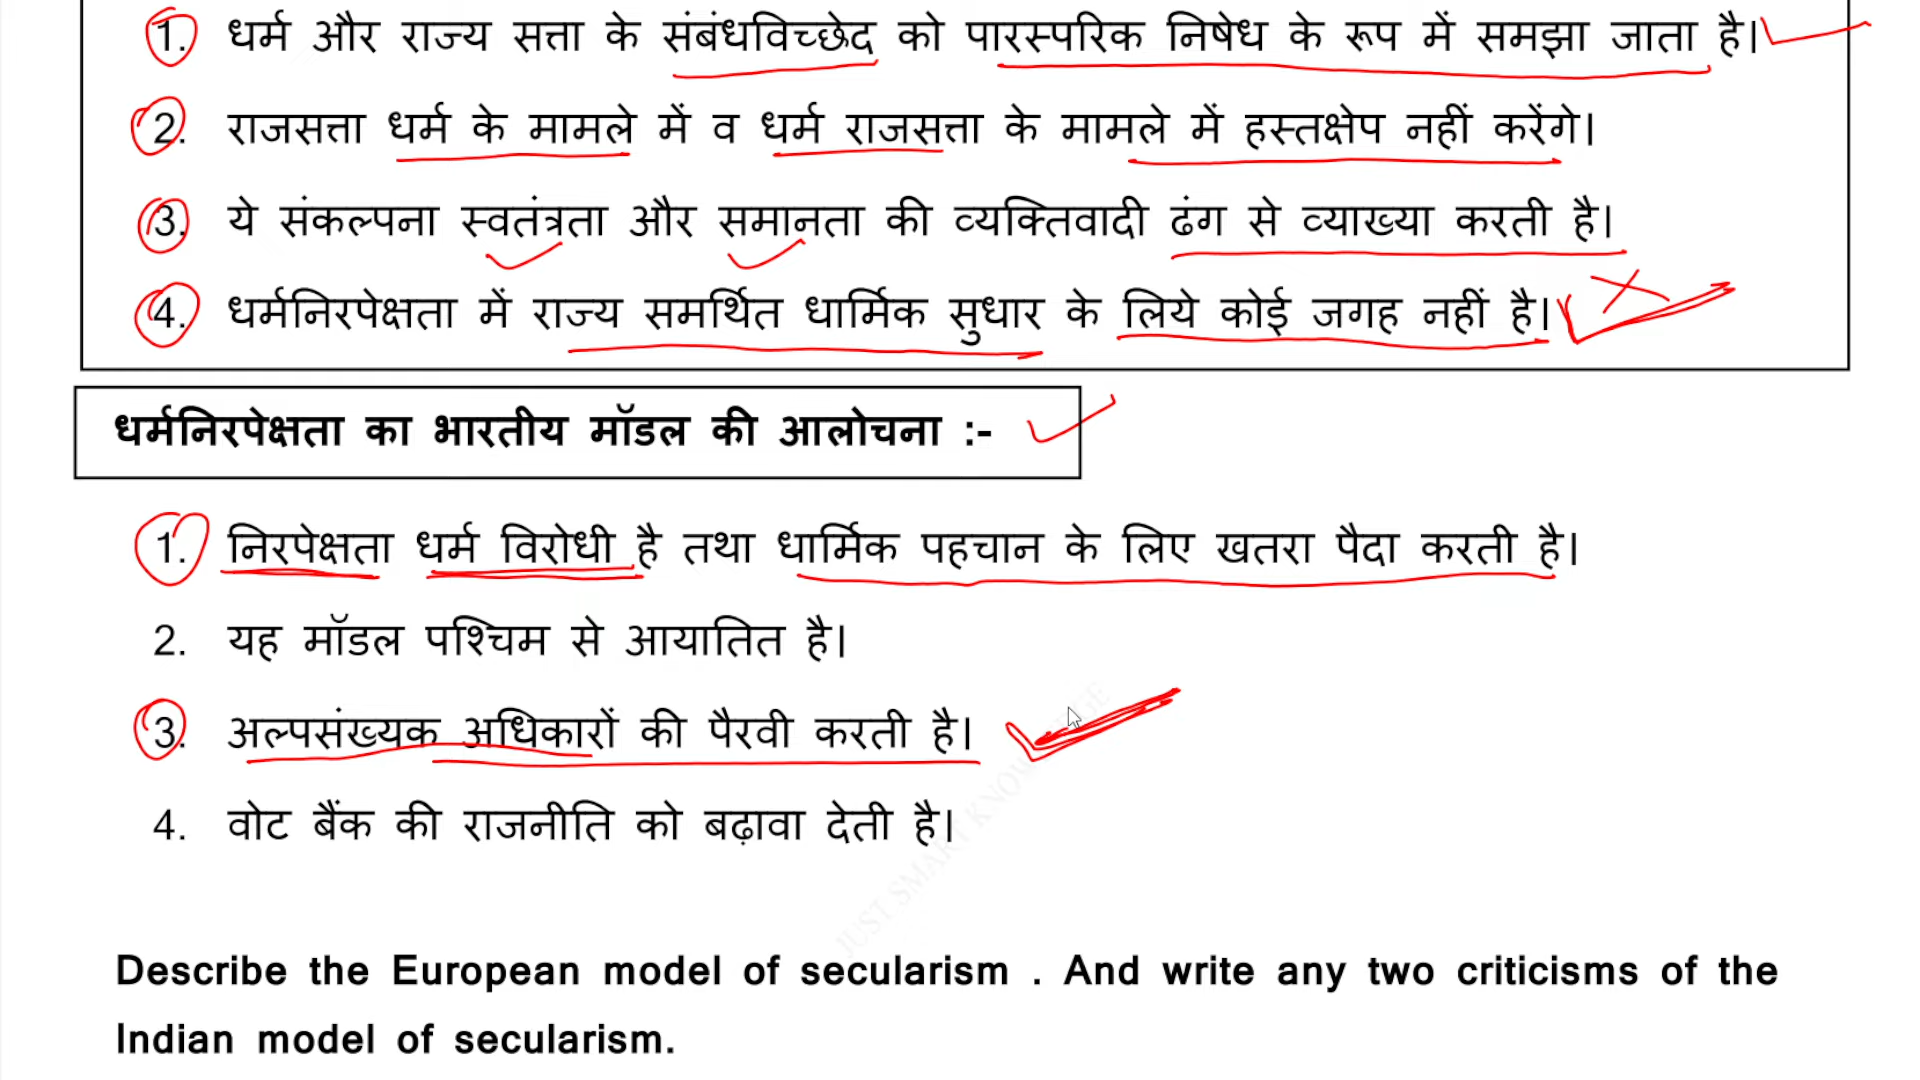 1. धर्म और राज्य सत्ता के संबंधविच्छेद को पारस्परिक निषेध के रूप में समझा जाता है।
2. राजसत्ता धर्म के मामले में व धर्म राजसत्ता के मामले में हस्तक्षेप नहीं करेंगे।
3. ये संकल्पना स्वतंत्रता और समानता की व्यक्तिवादी ढंग से व्याख्या करती है।
4. धर्मनिरपेक्षता में राज्य समर्थित धार्मिक सुधार के लिये कोई जगह नहीं है।
धर्मनिरपेक्षता का भारतीय मॉडल की आलोचना :-
1. निरपेक्षता धर्म विरोधी है तथा धार्मिक पहचान के लिए खतरा पैदा करती है।
2. यह मॉडल पश्चिम से आयातित है।
3. अल्पसंख्यक अधिकारों की पैरवी करती है।
4. वोट बैंक की राजनीति को बढ़ावा देती है।
JUST SMART KNOWLEDGE
Describe the European model of secularism . And write any two criticisms of the
Indian model of secularism.